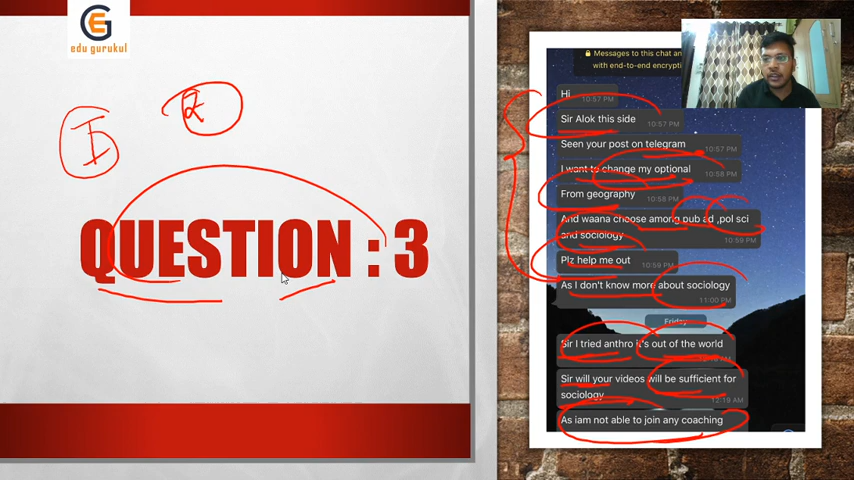 edu gurukul
I
QUESTION : 3
Messages to this chat an
with end-to-end encrypti
Hi
10:57 PM
Sir Alok this side
10:57 PM
Seen your post on telegram
10:57 PM
I want to change my optional
10:58 PM
From geography
10:58 PM
And waana choose among pub ad ,pol sci
and sociology
10:59 PM
Plz help me out
10:59 PM
As I don't know more about sociology
11:00 PM
Friday
Sir I tried anthro it's out of the world
Sir will your videos will be sufficient for
sociology
12:19 AM
As iam not able to join any coaching